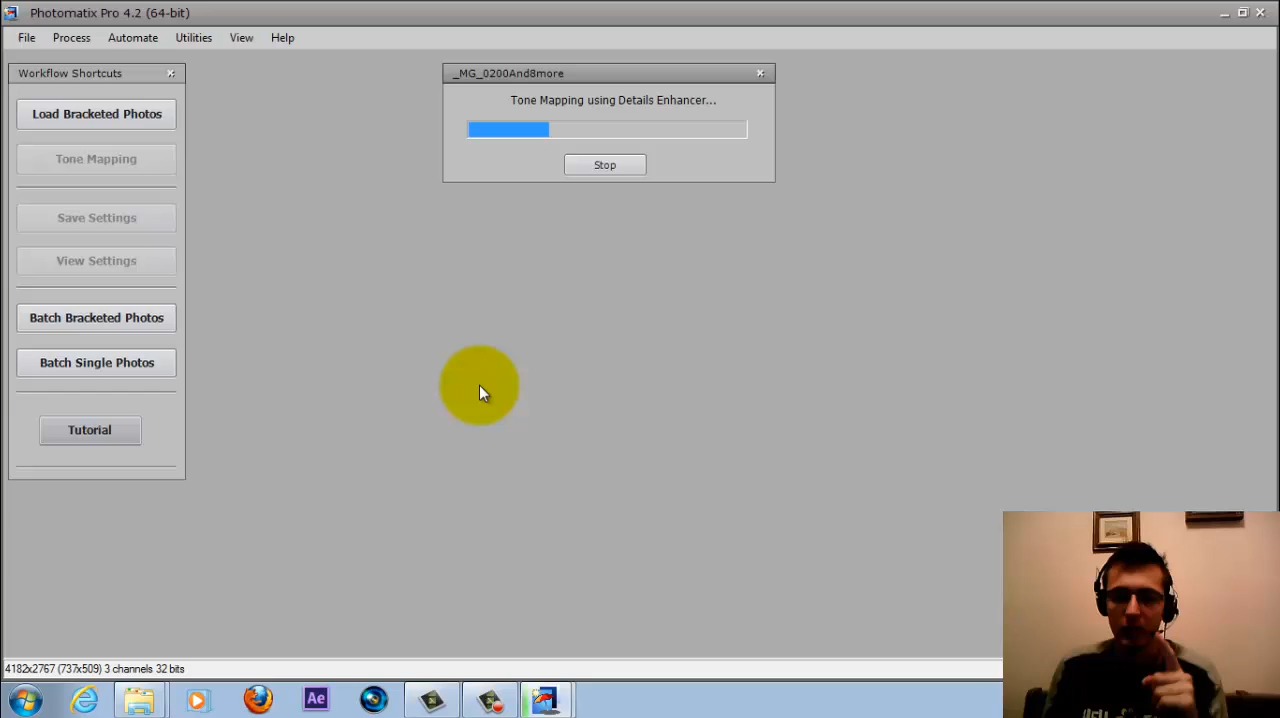 Photomatix Pro 4.2 (64-bit)
File Process Automate Utilities View Help
Workflow Shortcuts
Load Bracketed Photos
Tone Mapping
Save Settings
View Settings
Batch Bracketed Photos
Batch Single Photos
Tutorial
_MG_0200And8more
Tone Mapping using Details Enhancer...
Stop
4182x2767 (737x509) 3 channels 32 bits
Ae